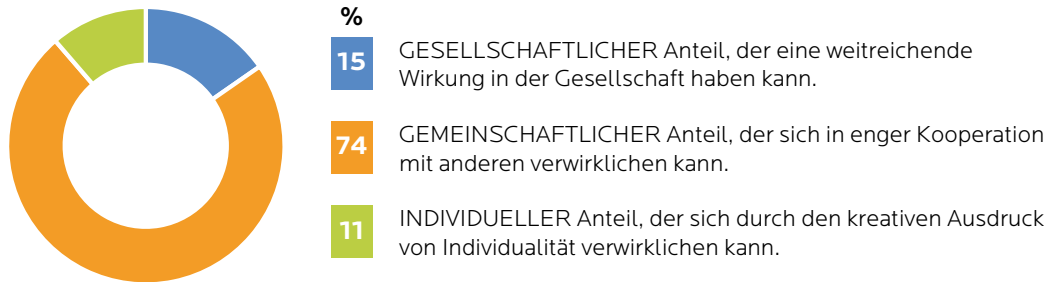 %
15
GESELLSCHAFTLICHER Anteil, der eine weitreichende
Wirkung in der Gesellschaft haben kann.
74
GEMEINSCHAFTLICHER Anteil, der sich in enger Kooperation
mit anderen verwirklichen kann.
11
INDIVIDUELLER Anteil, der sich durch den kreativen Ausdruck
von Individualität verwirklichen kann.